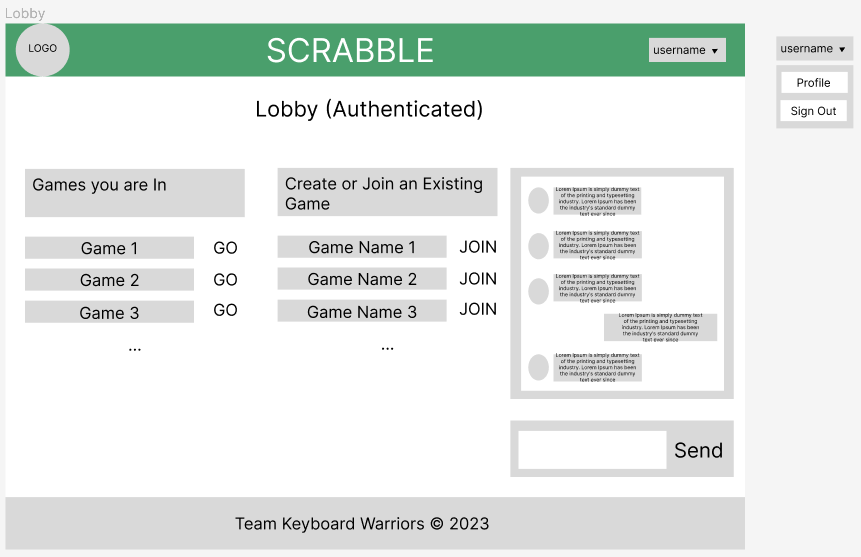 Lobby
LOGO
SCRABBLE
username ▼
username ▼
Profile
Sign Out
Lobby (Authenticated)
Games you are In
Game 1 GO
Game 2 GO
Game 3 GO
...
Create or Join an Existing
Game
Game Name 1 JOIN
Game Name 2 JOIN
Game Name 3 JOIN
...
Lorem Ipsum is simply dummy text
of the printing and typesetting
industry. Lorem Ipsum has been
the industry's standard dummy
text ever since
Lorem Ipsum is simply dummy text
of the printing and typesetting
industry. Lorem Ipsum has been
the industry's standard dummy
text ever since
Lorem Ipsum is simply dummy text
of the printing and typesetting
industry. Lorem Ipsum has been
the industry's standard dummy
text ever since
Lorem Ipsum is simply dummy text
of the printing and typesetting
industry. Lorem Ipsum has been
the industry's standard dummy
text ever since
Lorem Ipsum is simply dummy text
of the printing and typesetting
industry. Lorem Ipsum has been
the industry's standard dummy
text ever since
Send
Team Keyboard Warriors © 2023